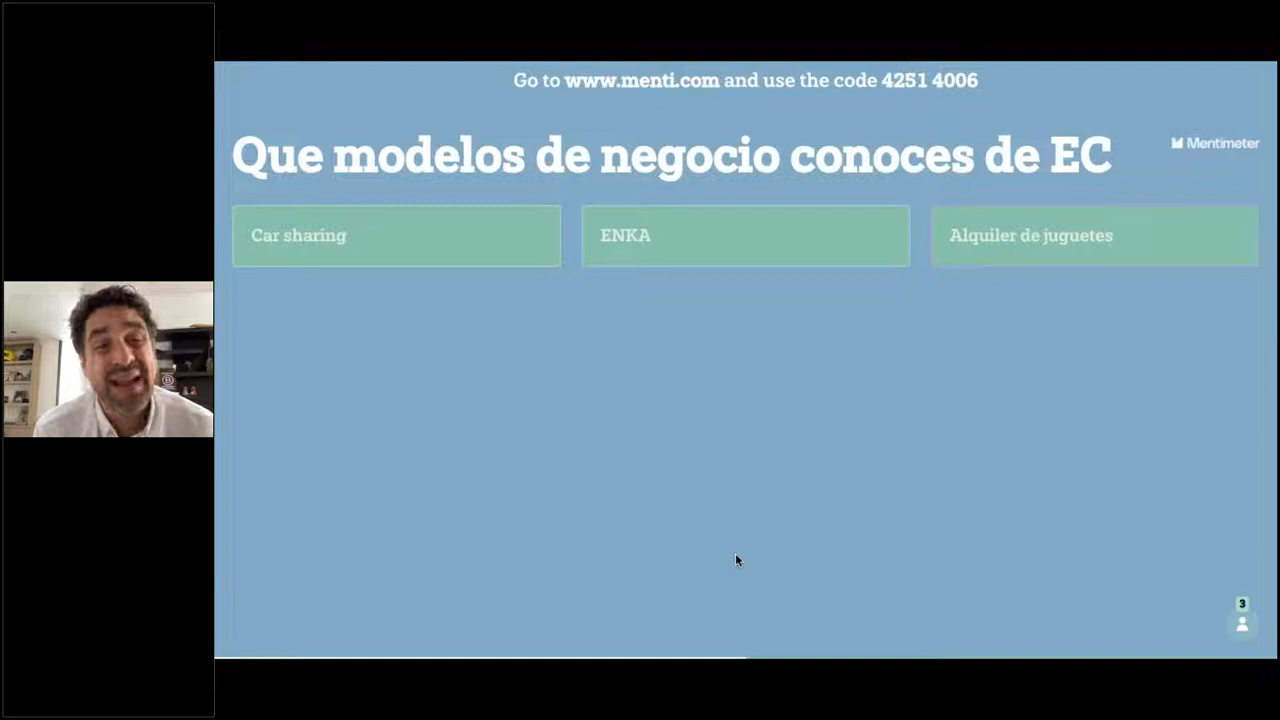 Go to www.menti.com and use the code 4251 4006
Que modelos de negocio conoces de EC
Mentimeter
Car sharing
ENKA
Alquiler de juguetes
B
3